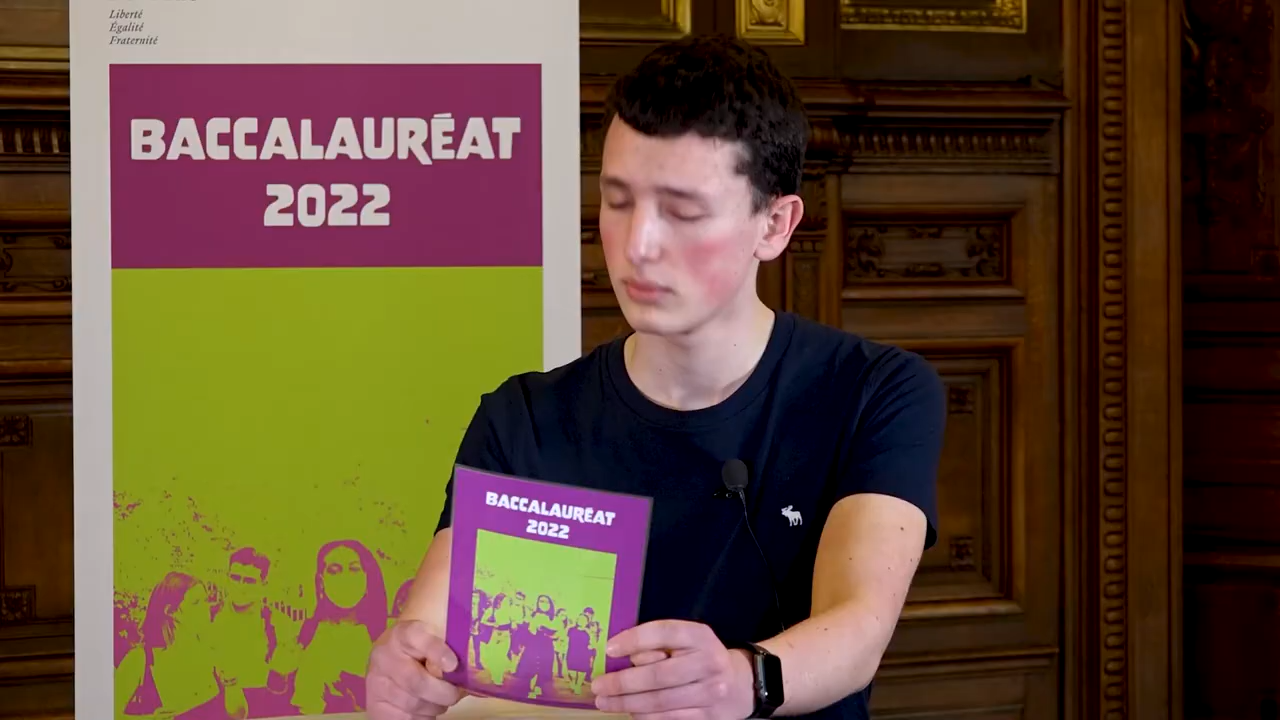 Liberté
Égalité
Fraternité
BACCALAURÉAT
2022
BACCALAURÉAT
2022